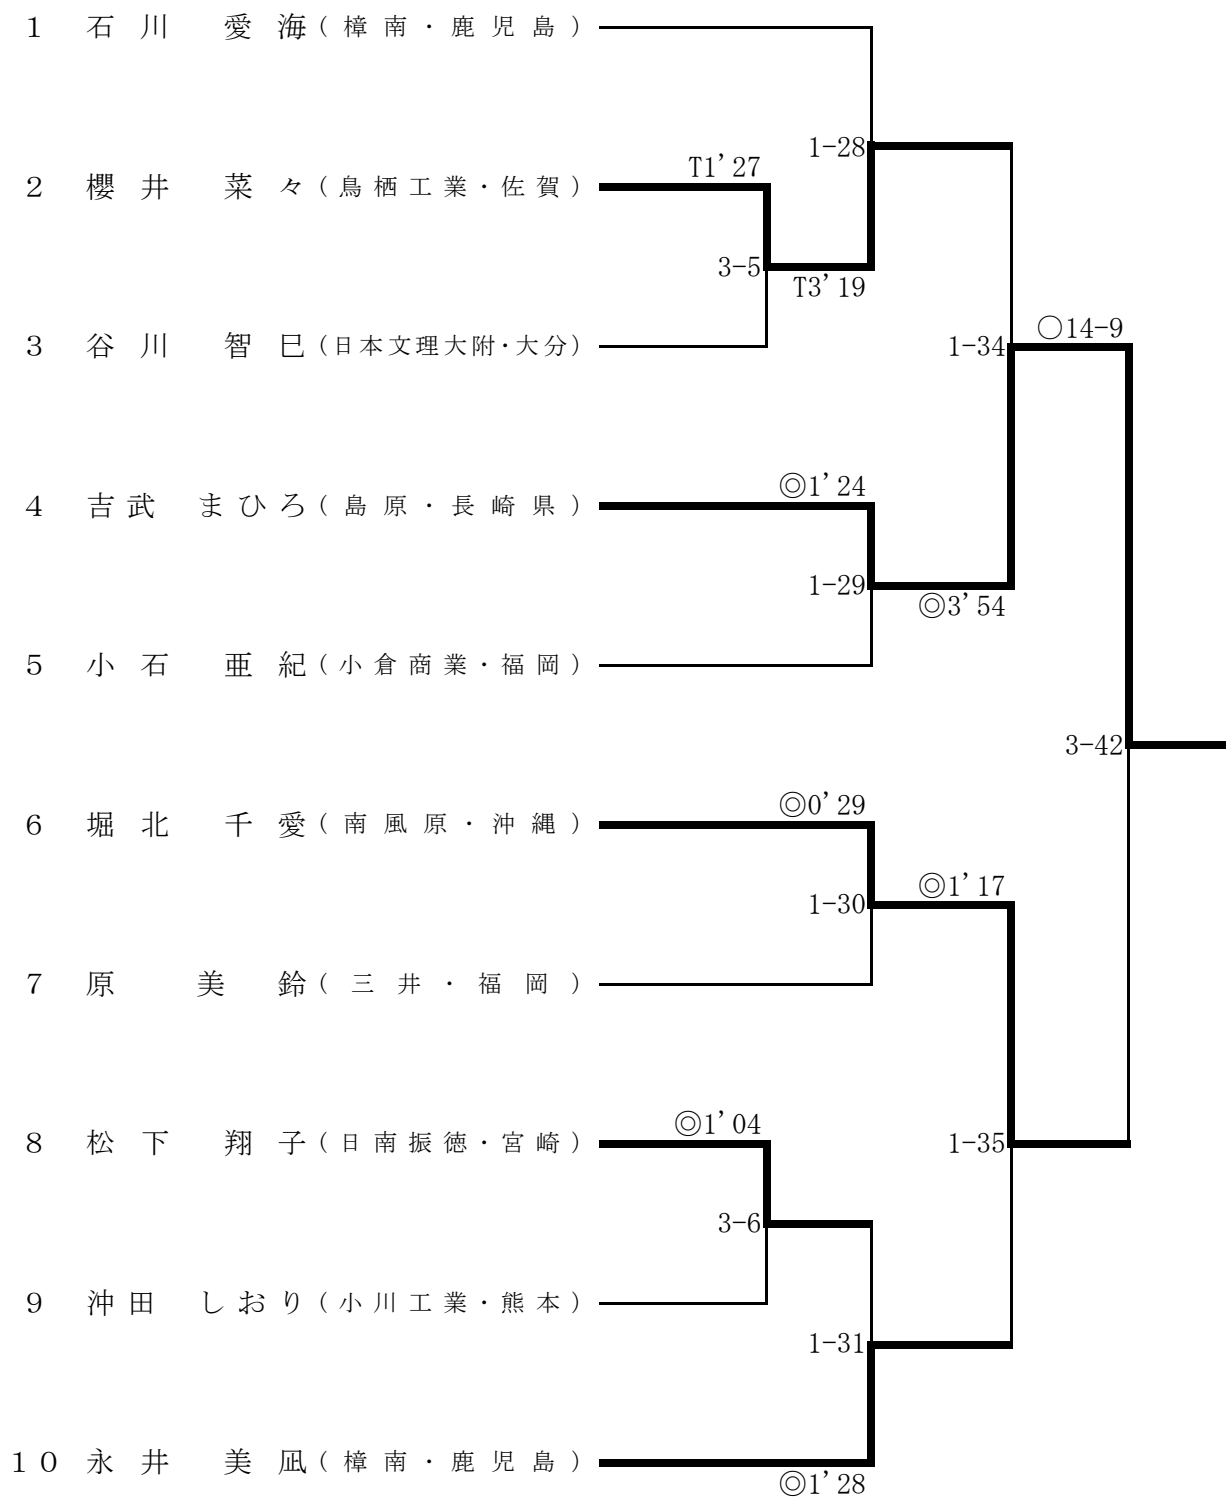 1 石川 愛海(樟南・鹿児島)
1-28
T1’27
2 櫻井 菜々(鳥栖工業・佐賀)
3-5
T3’19
○14-9
3 谷川 智巳(日本文理大附・大分)
1-34
◎1’24
4 吉武 まひろ(島原・長崎県)
1-29
◎3’54
5 小石 亜紀(小倉商業・福岡)
3-42
◎0’29
6 堀北 千愛(南風原・沖縄)
◎1’17
1-30
7 原 美鈴(三井・福岡)
◎1’04
8 松下 翔子(日南振徳・宮崎)
1-35
3-6
9 沖田 しおり(小川工業・熊本)
1-31
10 永井 美凪(樟南・鹿児島)
◎1’28